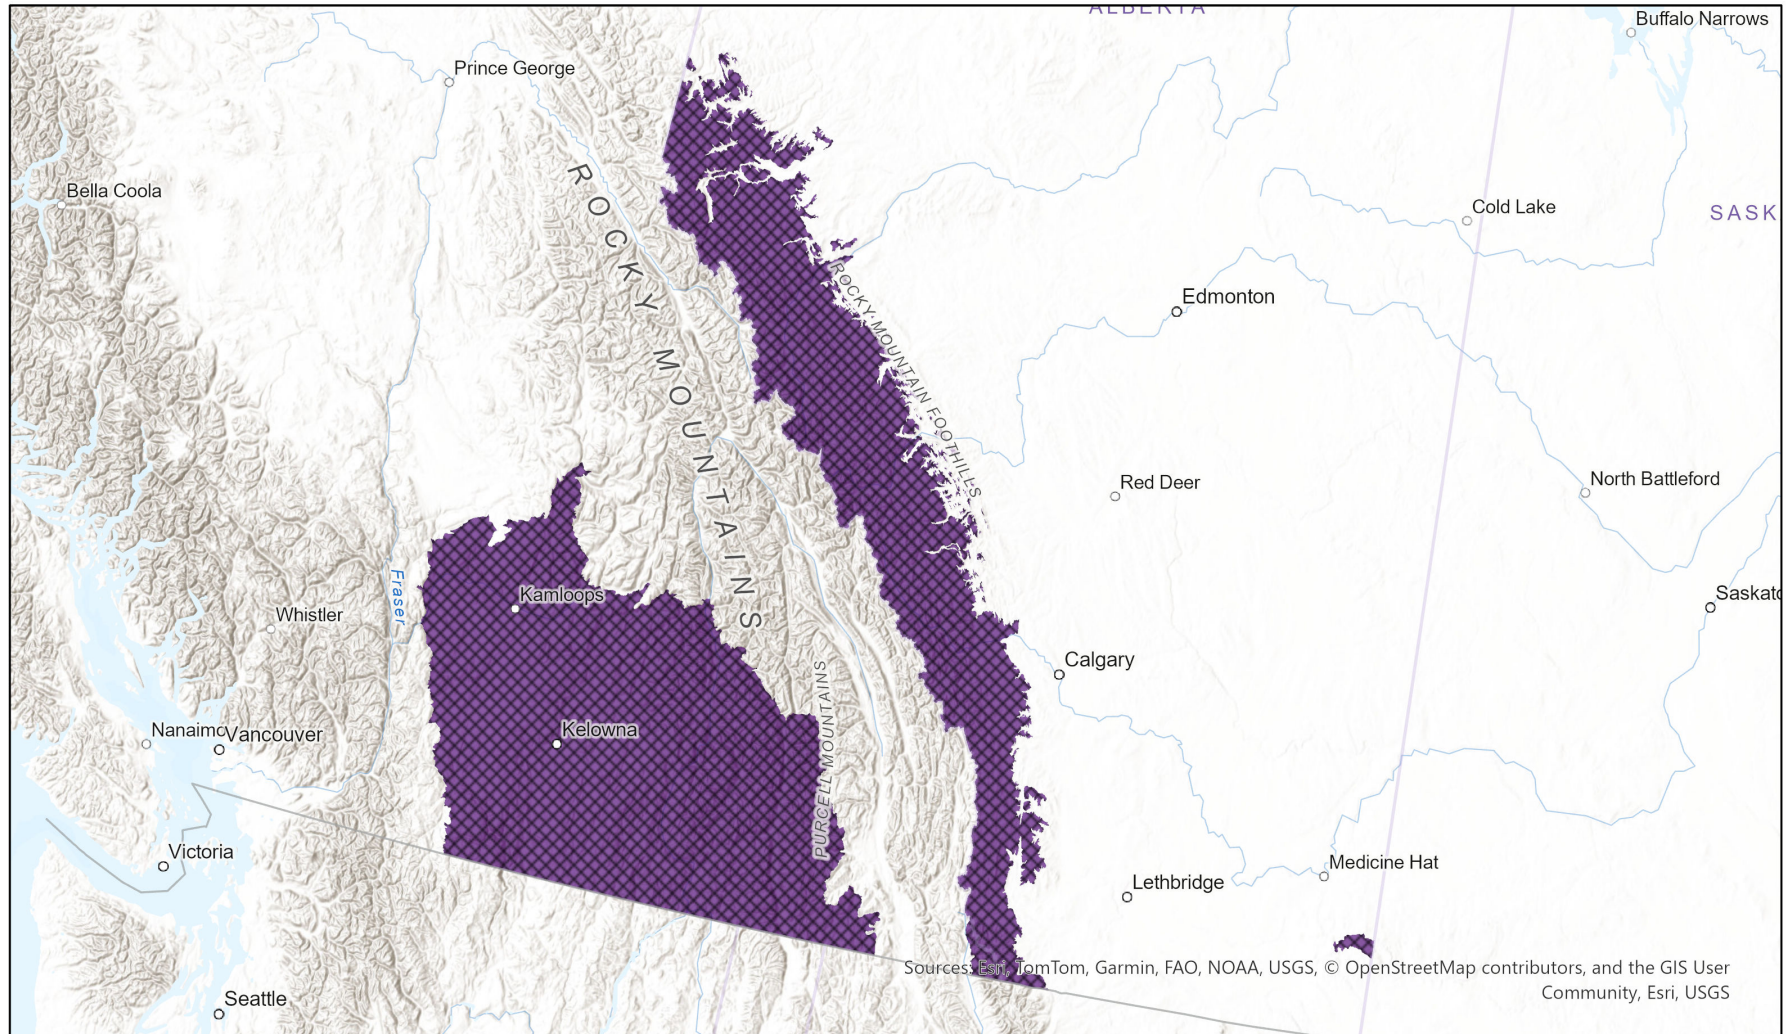 ALBERTA
Buffalo Narrows
Prince George
Bella Coola
Cold Lake
SASK
ROCKY MOUNTAINS
ROCKY MOUNTAIN FOOTHILLS
Edmonton
Red Deer
North Battleford
Fraser
Kamloops
Whistler
Saskato
Calgary
PURCELL MOUNTAINS
Kelowna
Nanaimo
Vancouver
Victoria
Medicine Hat
Lethbridge
Seattle
Sources: Esri, TomTom, Garmin, FAO, NOAA, USGS, © OpenStreetMap contributors, and the GIS User
Community, Esri, USGS